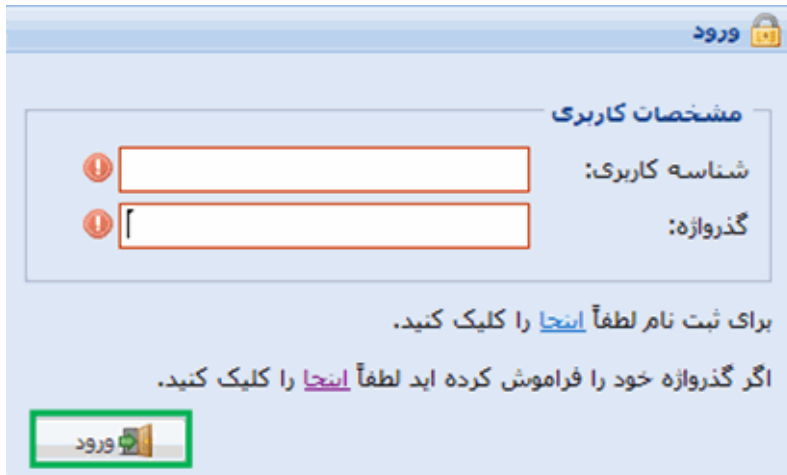 ورود
مشخصات کاربری
شناسه کاربری:
گذرواژه:
برای ثبت نام لطفاً اینجا را کلیک کنید.
اگر گذرواژه خود را فراموش کرده اید لطفاً اینجا را کلیک کنید.
ورود